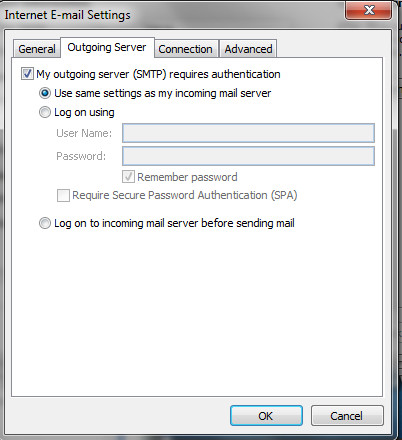 Internet E-mail Settings
General Outgoing Server Connection Advanced
My outgoing server (SMTP) requires authentication
Use same settings as my incoming mail server
Log on using
User Name:
Password:
Remember password
Require Secure Password Authentication (SPA)
Log on to incoming mail server before sending mail
OK Cancel